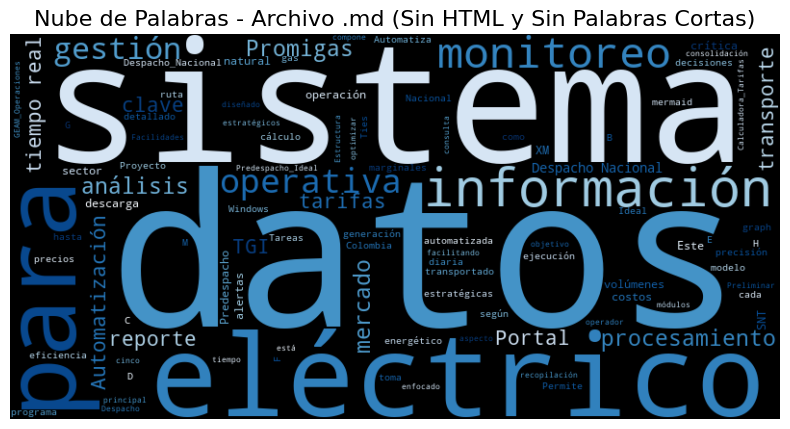 Nube de Palabras - Archivo .md (Sin HTML y Sin Palabras Cortas)
gestión
Promigas
compone
Automatiza
monitoreo
crítica
consolidación
decisiones
Despacho_Nacional
natural
gas
tiempo real
GEAR_Operaciones
sistema
ruta
clave
detallado
G
Facilidades
diseñado
estratégicos
operación
cálculo
Estructura
optimizar
Ties
Nacional
consulta
como
XM
B
mermaid
Calculadora_Tarifas
transporte
sector
Proyecto
Predespacho_Ideal
marginales
Despacho Nacional
para
análisis
descarga
operativa
tarifas
información
Windows
Ideal
graph
hasta
Automatización
M
TGI
Tareas
generación
Colombia
automatizada
facilitando
diaria
transportado
objetivo
ejecución
Este
E
H
precisión
precios
datos
Predespacho
alertas
mercado
estratégicas
volúmenes
costos
modelo
cada
Preliminar
C
según
módulos
SNT
reporte
eléctrico
energético
Portal
operador
procesamiento
eficiencia
cinco
D
tiempo
F
está
toma
enfocado
aspecto
recopilación
Permite
programa
principal
Despacho